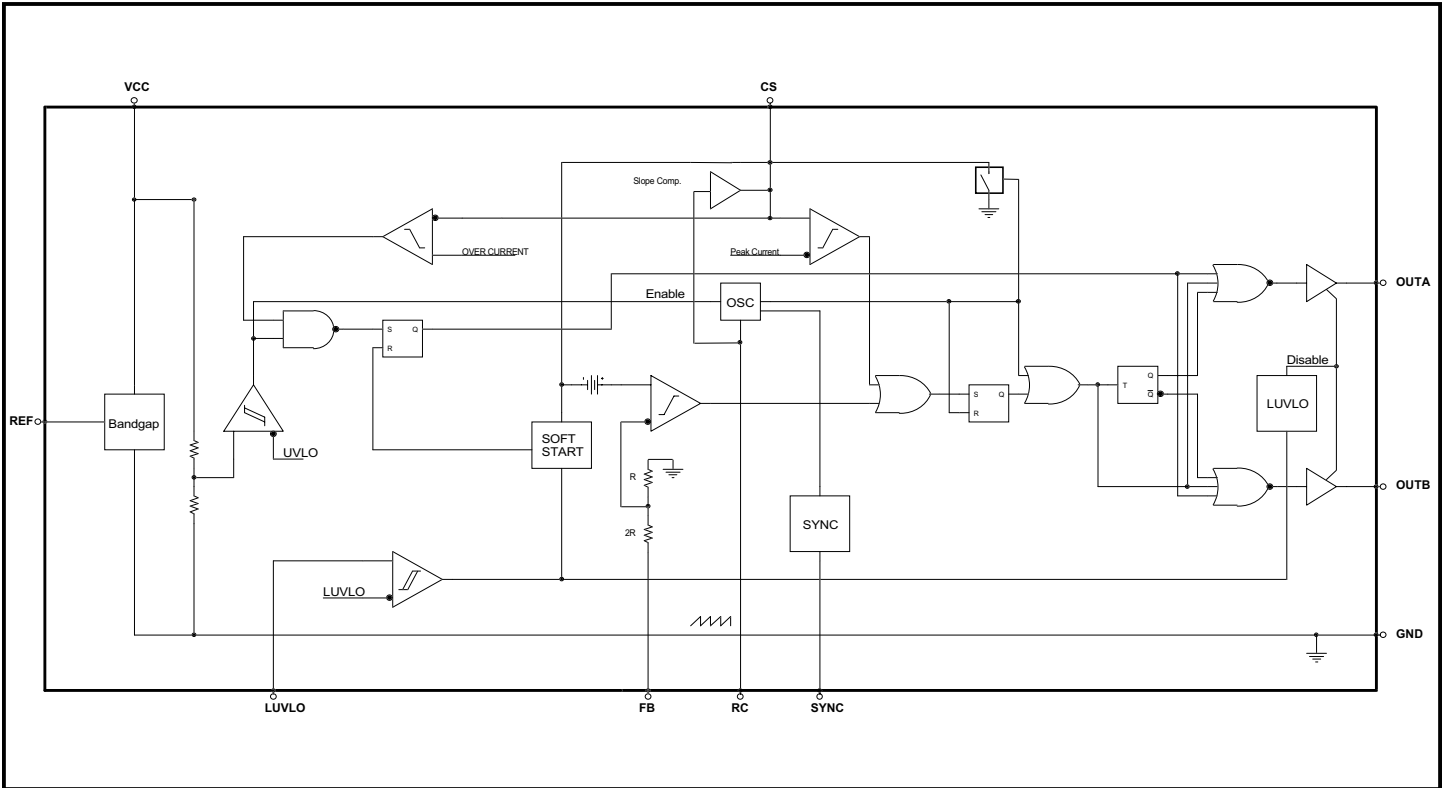 VCC
CS
Slope Comp.
OVER CURRENT
Peak Current
OUTA
Enable
OSC
S
Q
R
Disable
Q
T
Q
S
Q
R
LUVLO
REF
Bandgap
UVLO
SOFT
START
R
OUTB
2R
SYNC
LUVLO
GND
LUVLO
FB
RC
SYNC